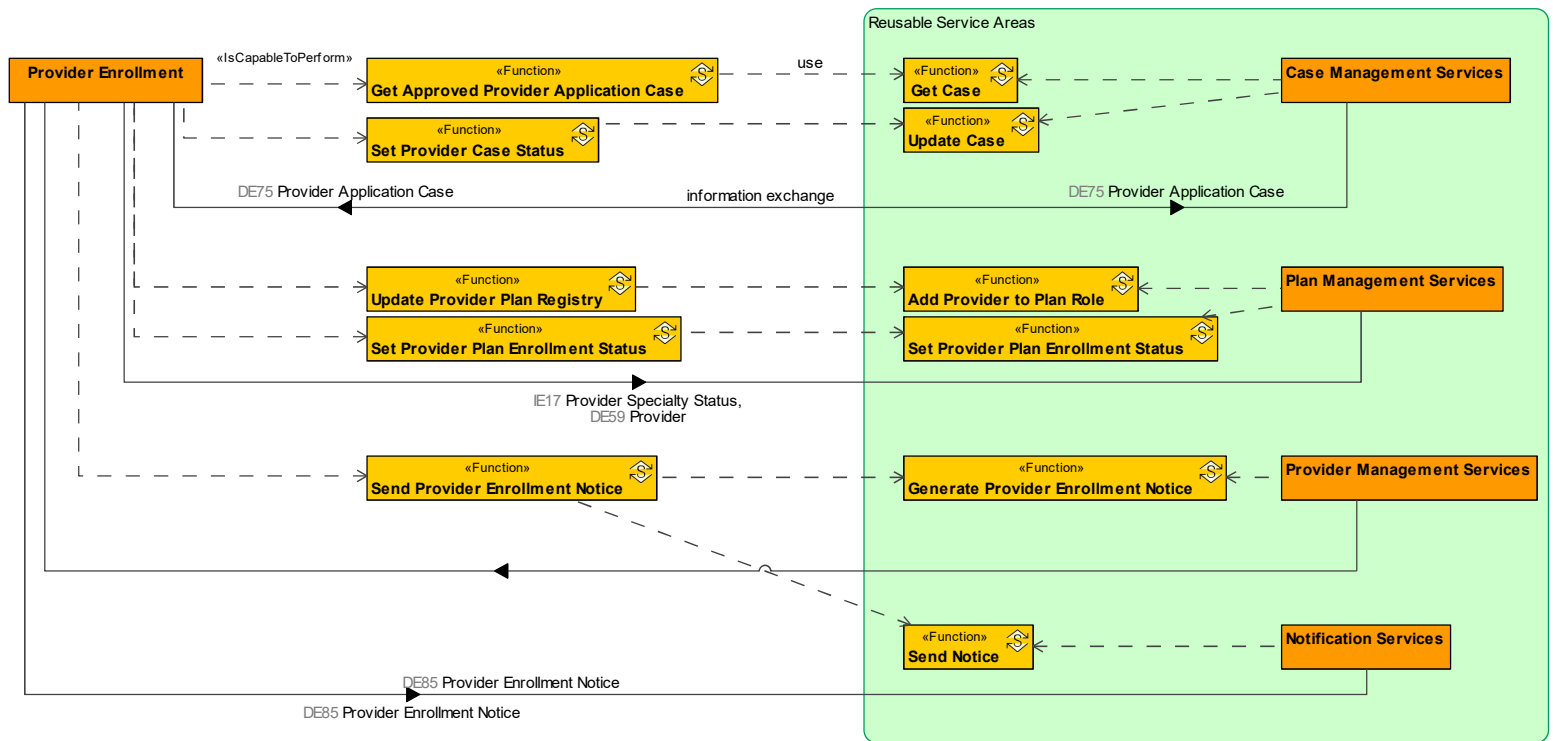 Reusable Service Areas
Provider Enrollment
«IsCapableToPerform»
«Function»
Get Approved Provider Application Case
use
«Function»
Get Case
Case Management Services
«Function»
Set Provider Case Status
«Function»
Update Case
DE75 Provider Application Case
information exchange
DE75 Provider Application Case
«Function»
Update Provider Plan Registry
«Function»
Add Provider to Plan Role
Plan Management Services
«Function»
Set Provider Plan Enrollment Status
«Function»
Set Provider Plan Enrollment Status
IE17 Provider Specialty Status,
DE59 Provider
«Function»
Send Provider Enrollment Notice
«Function»
Generate Provider Enrollment Notice
Provider Management Services
«Function»
Send Notice
Notification Services
DE85 Provider Enrollment Notice
DE85 Provider Enrollment Notice